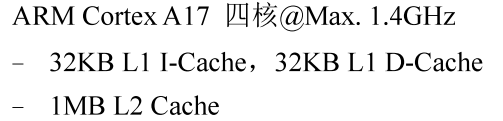 ARM Cortex A17 四核@Max. 1.4GHz
– 32KB L1 I-Cache，32KB L1 D-Cache
– 1MB L2 Cache